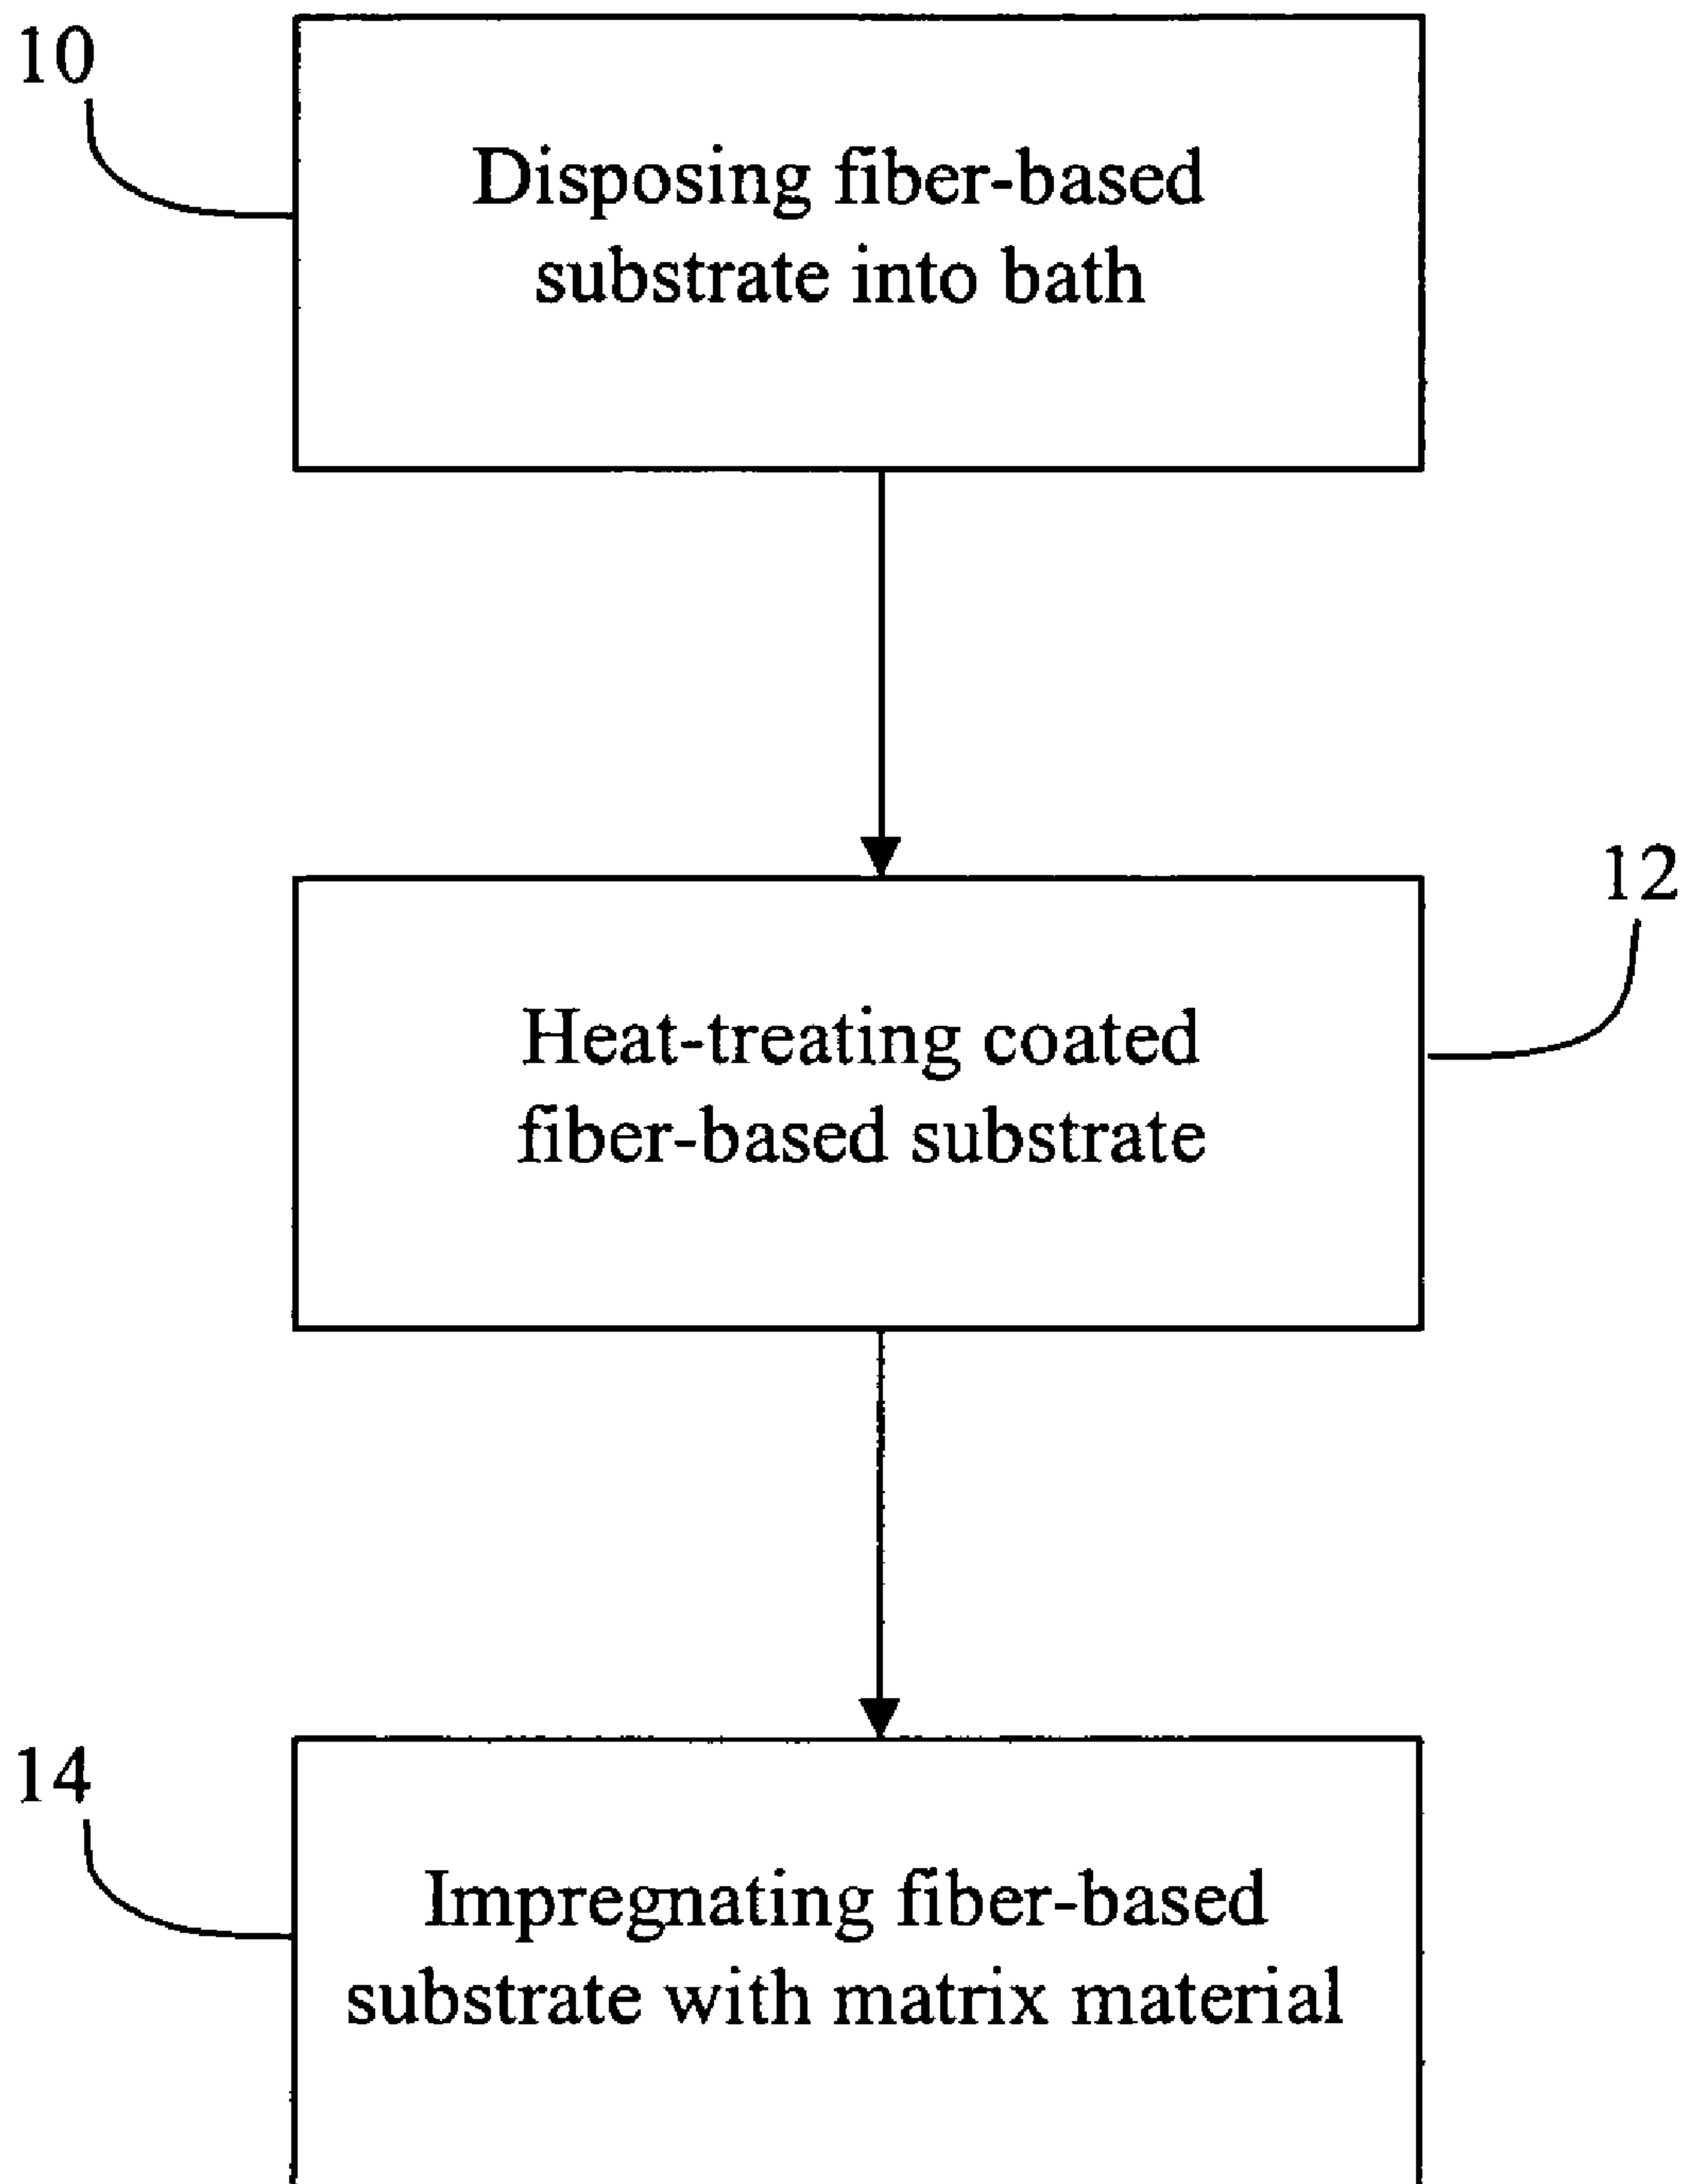 10
Disposing fiber-based
substrate into bath
12
Heat-treating coated
fiber-based substrate
14
Impregnating fiber-based
substrate with matrix material